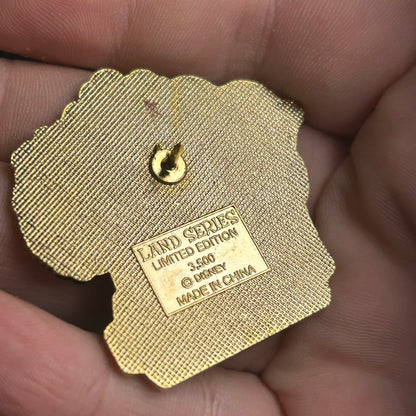 LAND SERIES
LIMITED EDITION
3,500
© DISNEY
MADE IN CHINA